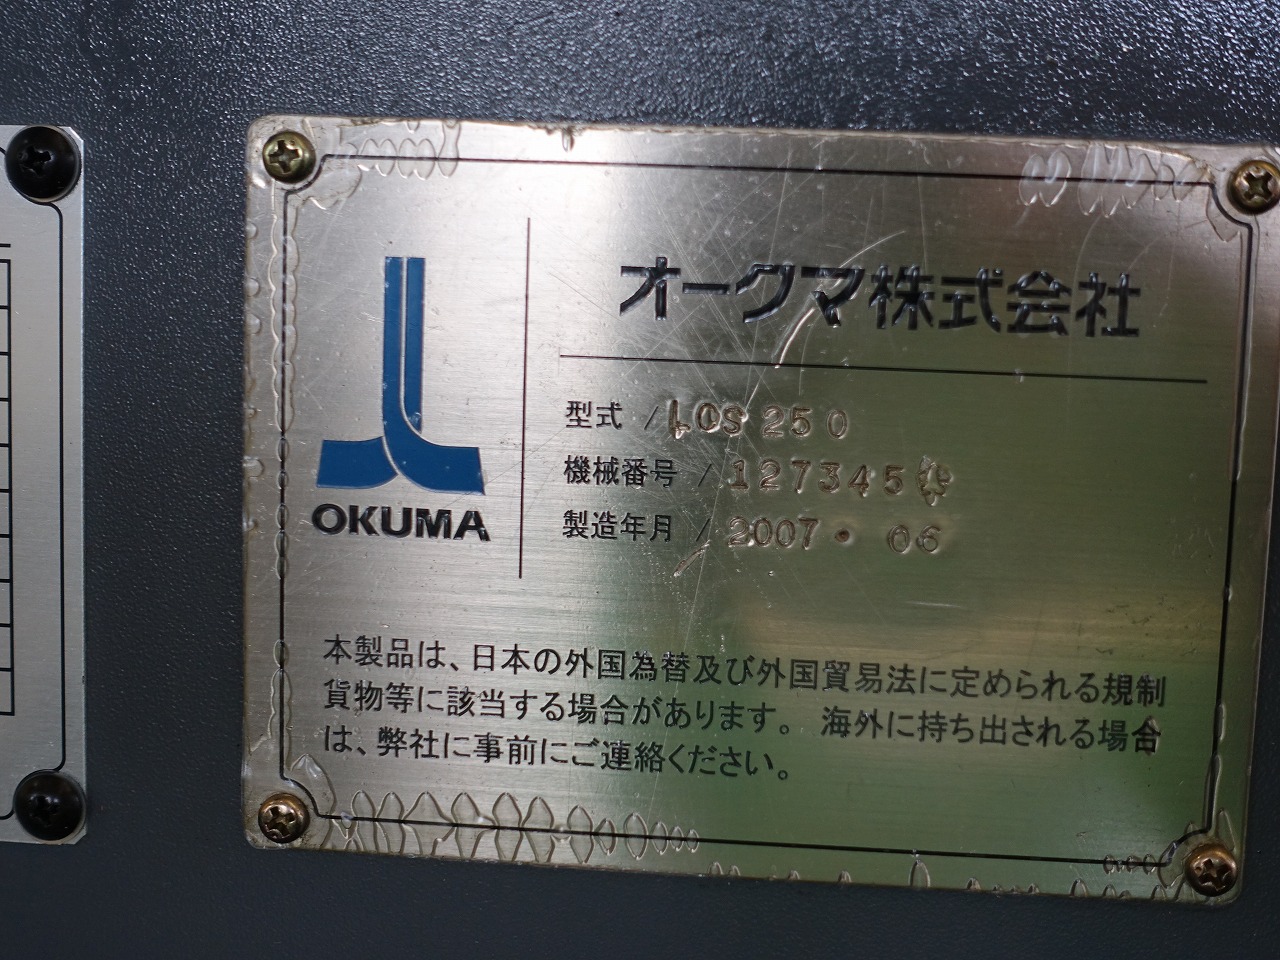 オークマ株式会社
OKUMA
型式 / LCS250
機械番号 / 127345
製造年月 / 2007・06
本製品は、日本の外国為替及び外国貿易法に定められる規制
貨物等に該当する場合があります。海外に持ち出される場合
は、弊社に事前にご連絡ください。